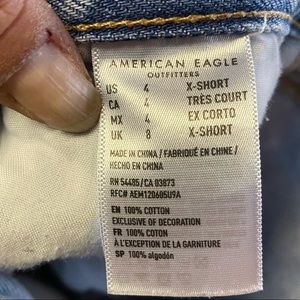 AMERICAN EAGLE
OUTFITTERS
US 4 X-SHORT
CA 4 TRÈS COURT
MX 4 EX CORTO
UK 8 X-SHORT
MADE IN CHINA / FABRIQUÉ EN CHINE /
HECHO EN CHINA
RN 54485/CA 03873
RFC# AEM120605U9A
EN 100% COTTON
EXCLUSIVE OF DECORATION
FR 100% COTON
À L'EXCEPTION DE LA GARNITURE
SP 100% algodón